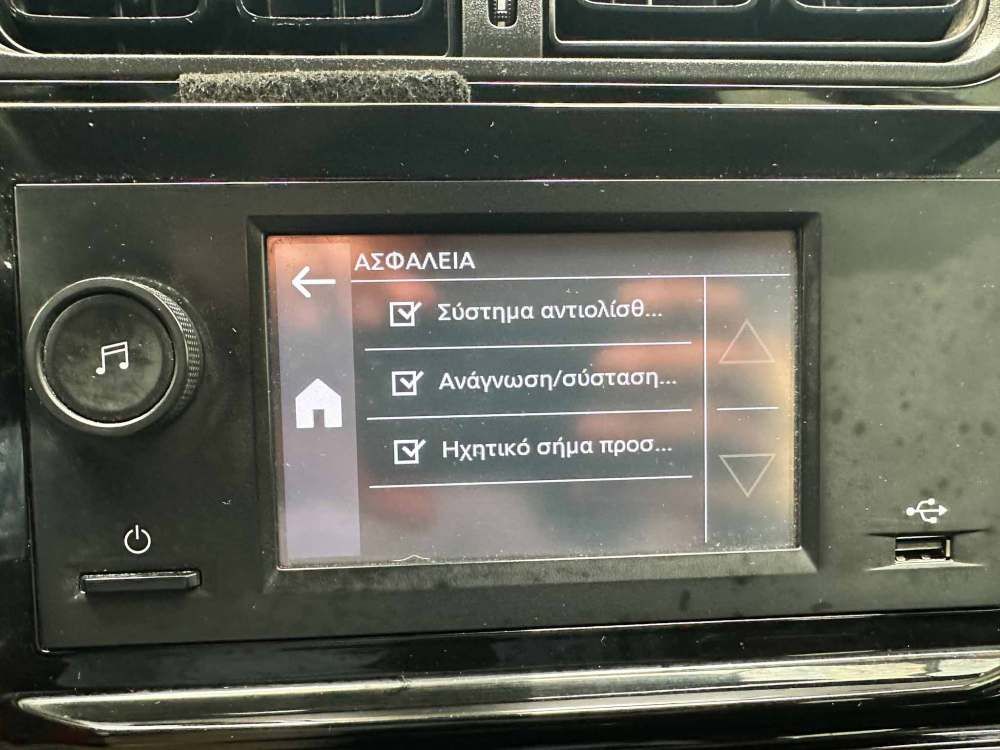 ΑΣΦΑΛΕΙΑ
Σύστημα αντιολίσθ...
Ανάγνωση/σύσταση...
Ηχητικό σήμα προσ...